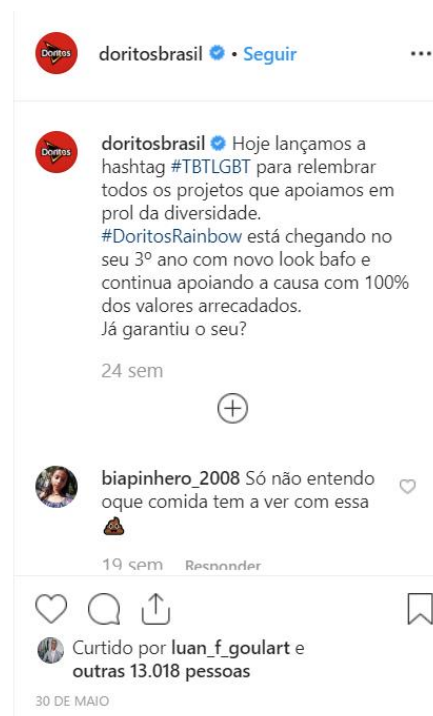 Doritos
doritosbrasil • Seguir
Doritos
doritosbrasil Hoje lançamos a
hashtag #TBTLGBT para relembrar
todos os projetos que apoiamos em
prol da diversidade.
#DoritosRainbow está chegando no
seu 3º ano com novo look bafo e
continua apoiando a causa com 100%
dos valores arrecadados.
Já garantiu o seu?
24 sem
biapinhero_2008 Só não entendo
oque comida tem a ver com essa
💩
19 sem Responder
Curtido por luan_f_goulart e
outras 13.018 pessoas
30 DE MAIO